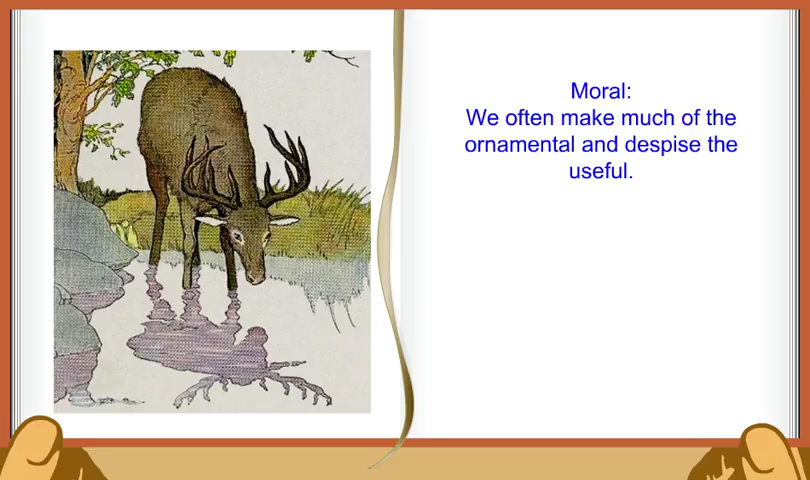 Moral:
We often make much of the
ornamental and despise the
useful.